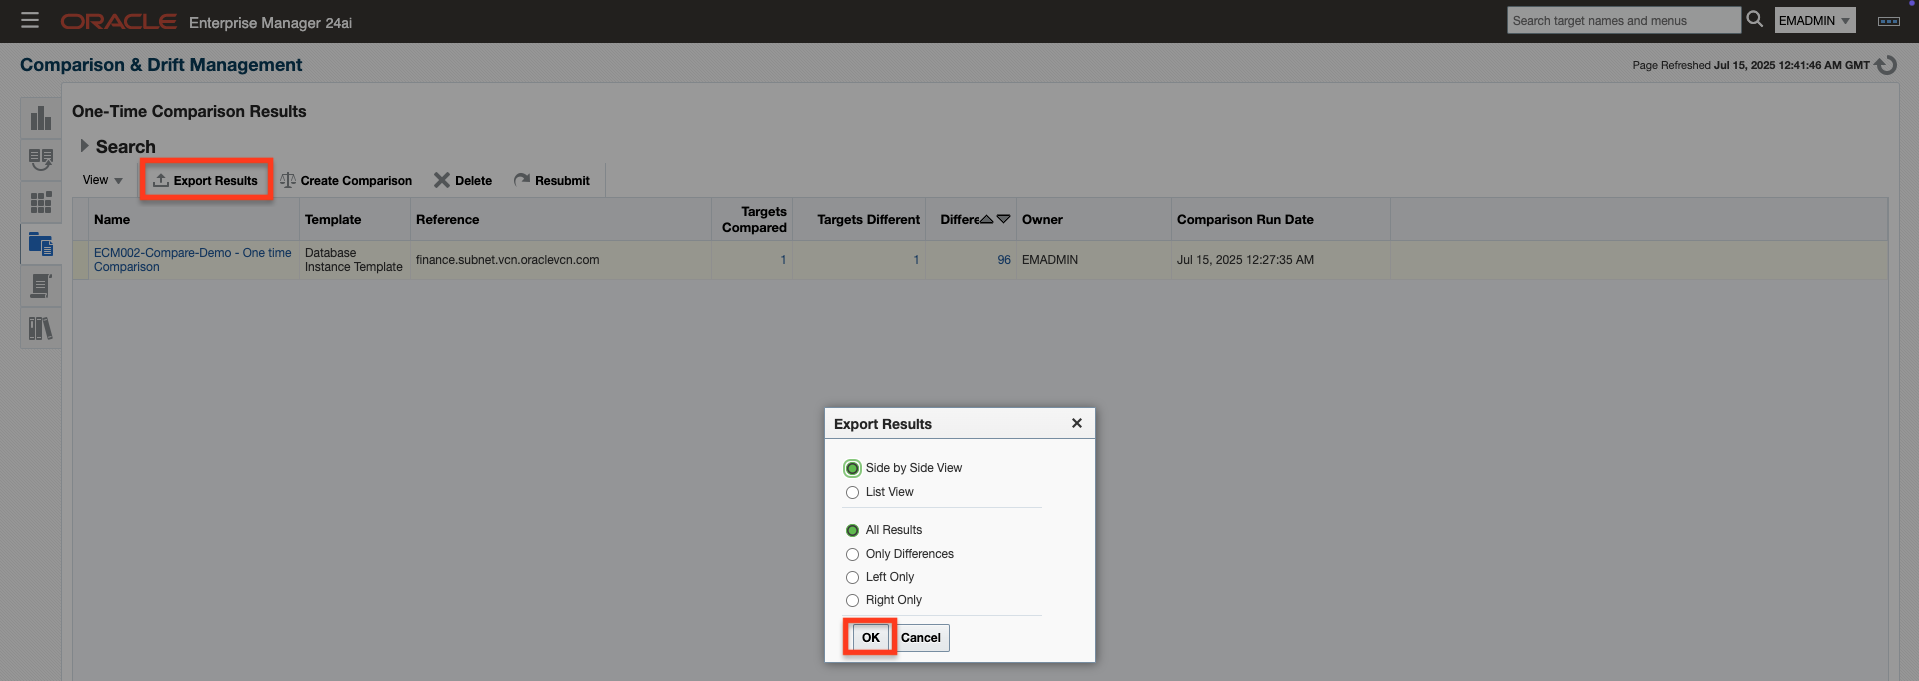 ORACLE Enterprise Manager 24ai
Search target names and menus
EMADMIN
Comparison & Drift Management
Page Refreshed Jul 15, 2025 12:41:46 AM GMT
One-Time Comparison Results
Search
View
Export Results
Create Comparison
Delete
Resubmit
Name
Template
Reference
Targets
Compared
Targets Different
Differe
Owner
Comparison Run Date
ECM002-Compare-Demo - One time
Comparison
Database
Instance Template
finance.subnet.vcn.oraclevcn.com
1
1
96
EMADMIN
Jul 15, 2025 12:27:35 AM
Export Results
Side by Side View
List View
All Results
Only Differences
Left Only
Right Only
OK
Cancel